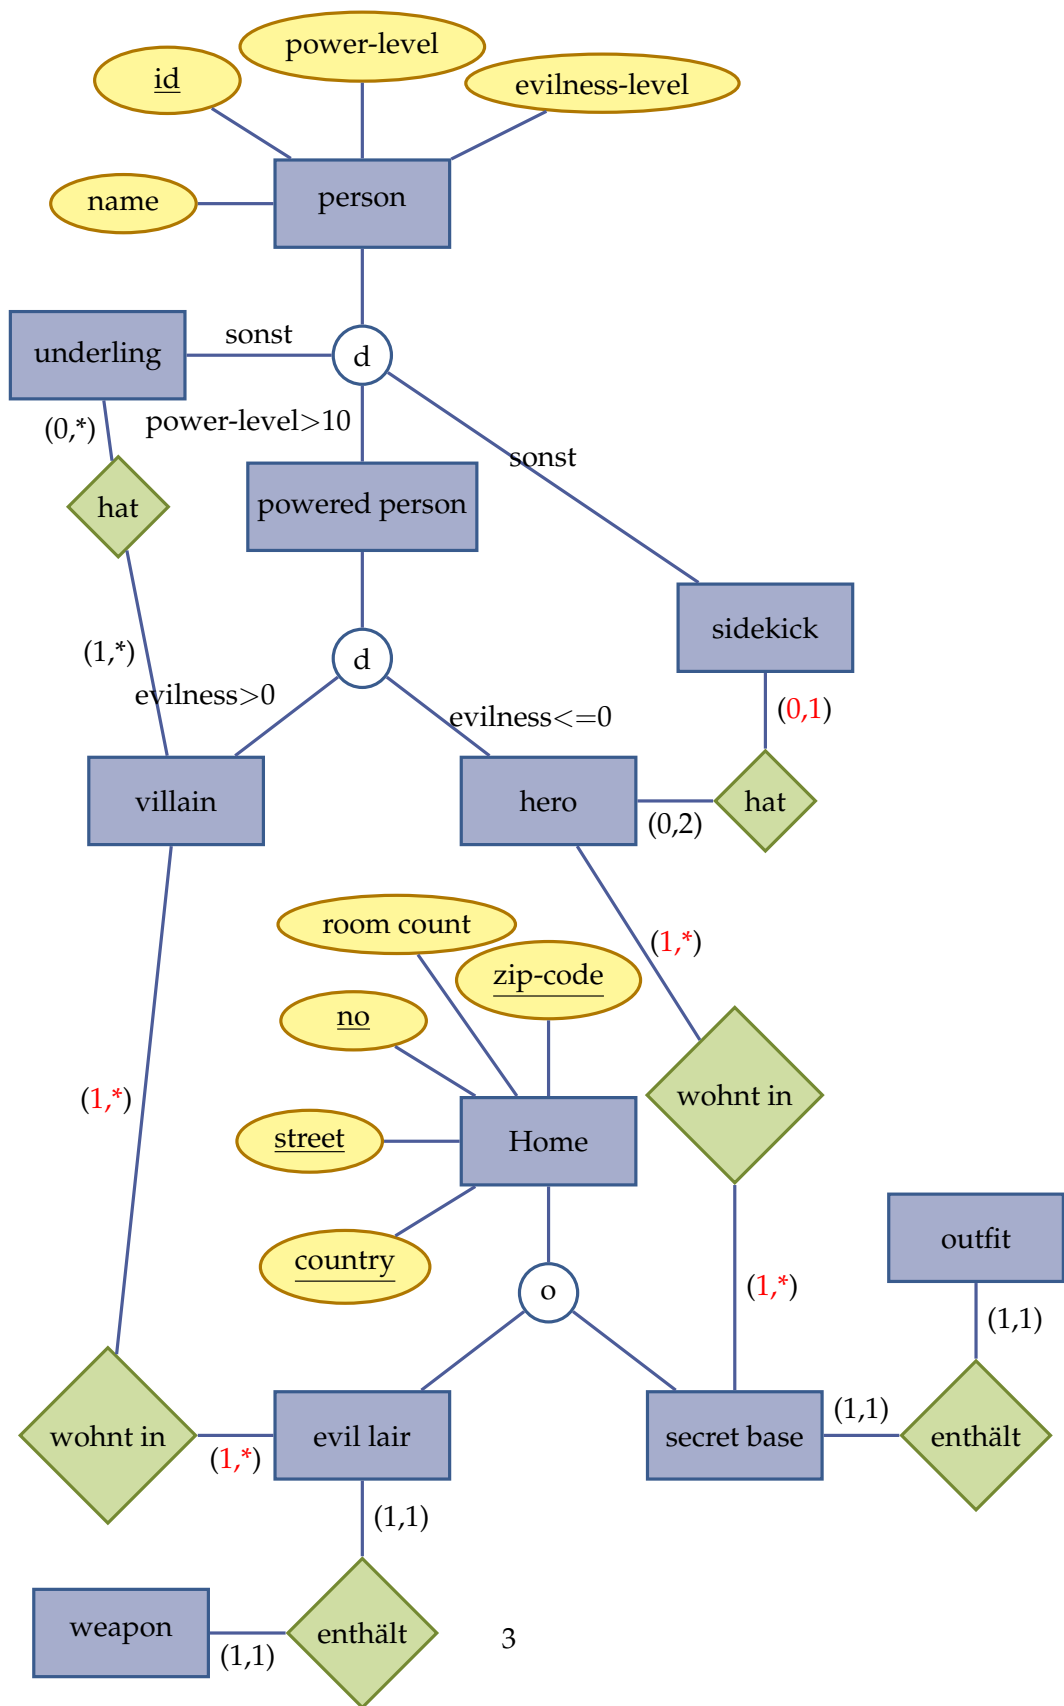 power-level
id
evilness-level
name
person
sonst
underling
d
(0,*)
power-level>10
sonst
hat
powered person
sidekick
(1,*)
d
evilness>0
(0,1)
evilness<=0
villain
hero
hat
(0,2)
room count
(1,*)
zip-code
no
(1,*)
wohnt in
street
Home
outfit
country
(1,*)
o
(1,1)
wohnt in
evil lair
secret base
(1,1)
enthält
(1,*)
(1,1)
weapon
enthält
3
(1,1)